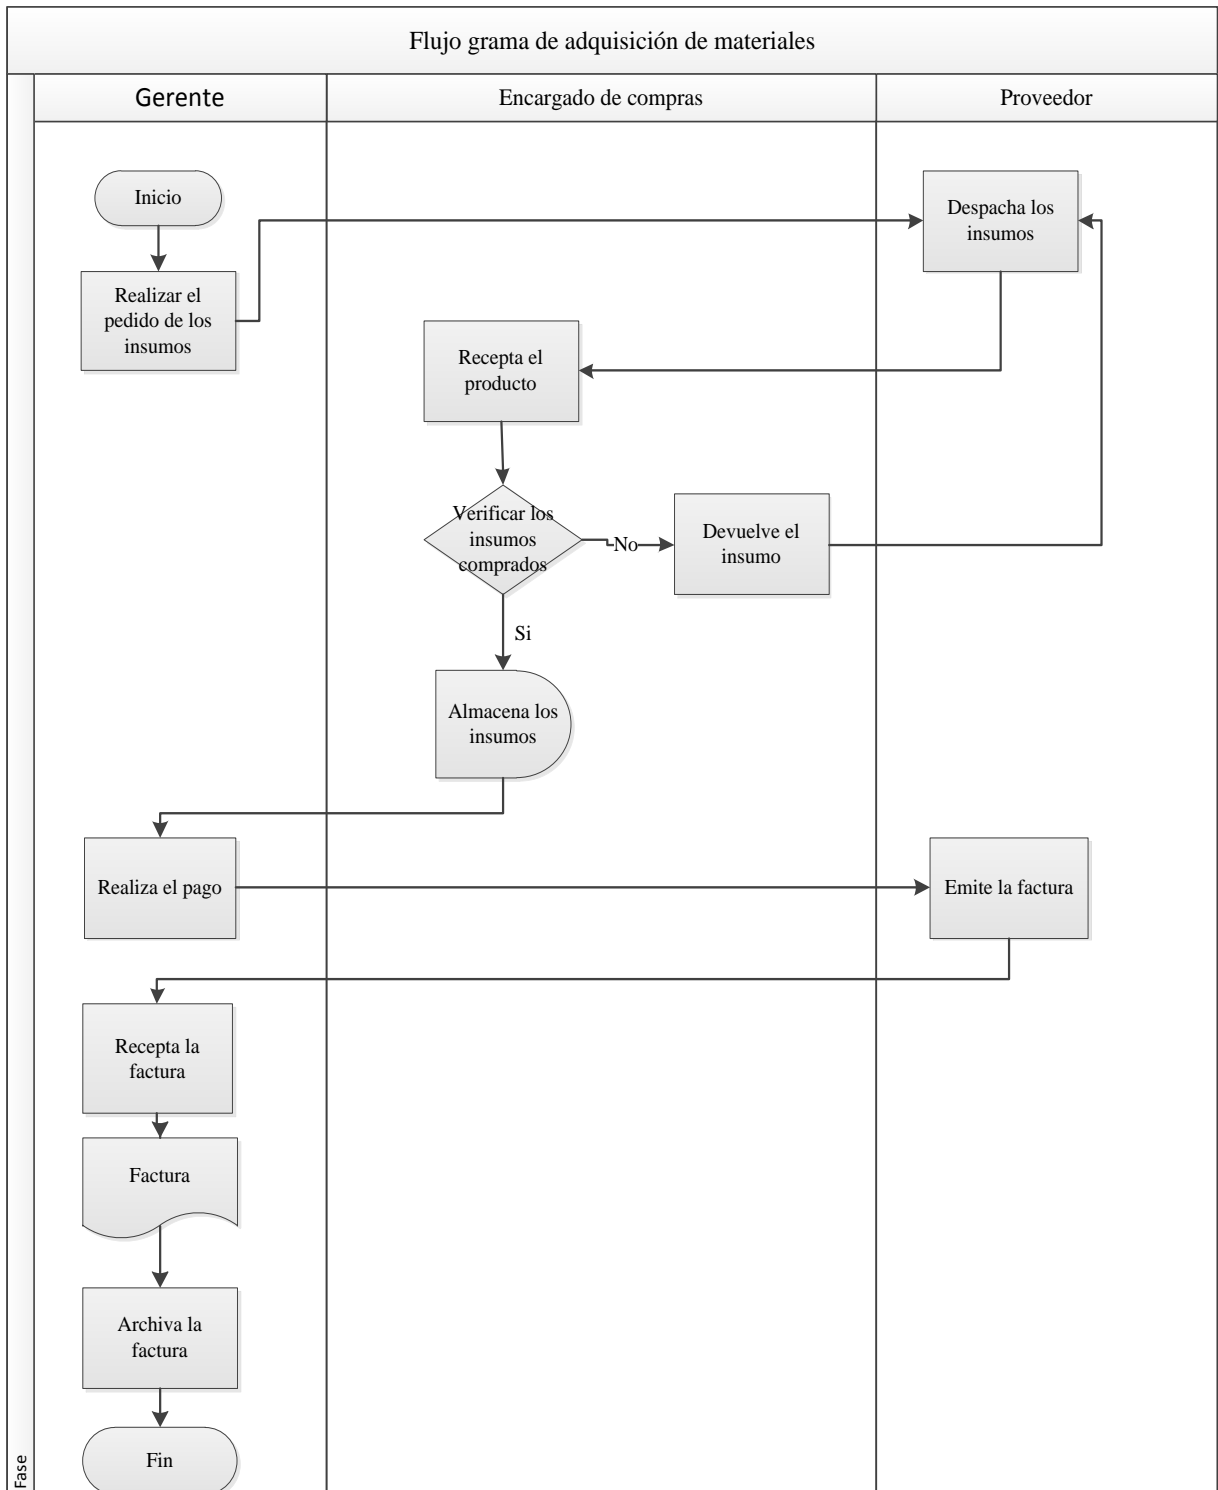 Flujo grama de adquisición de materiales
Gerente
Encargado de compras
Proveedor
Inicio
Despacha los
insumos
Realizar el
pedido de los
insumos
Recepta el
producto
Verificar los
insumos
comprados
No
Devuelve el
insumo
Si
Almacena los
insumos
Realiza el pago
Emite la factura
Recepta la
factura
Factura
Archiva la
factura
Fin
Fase